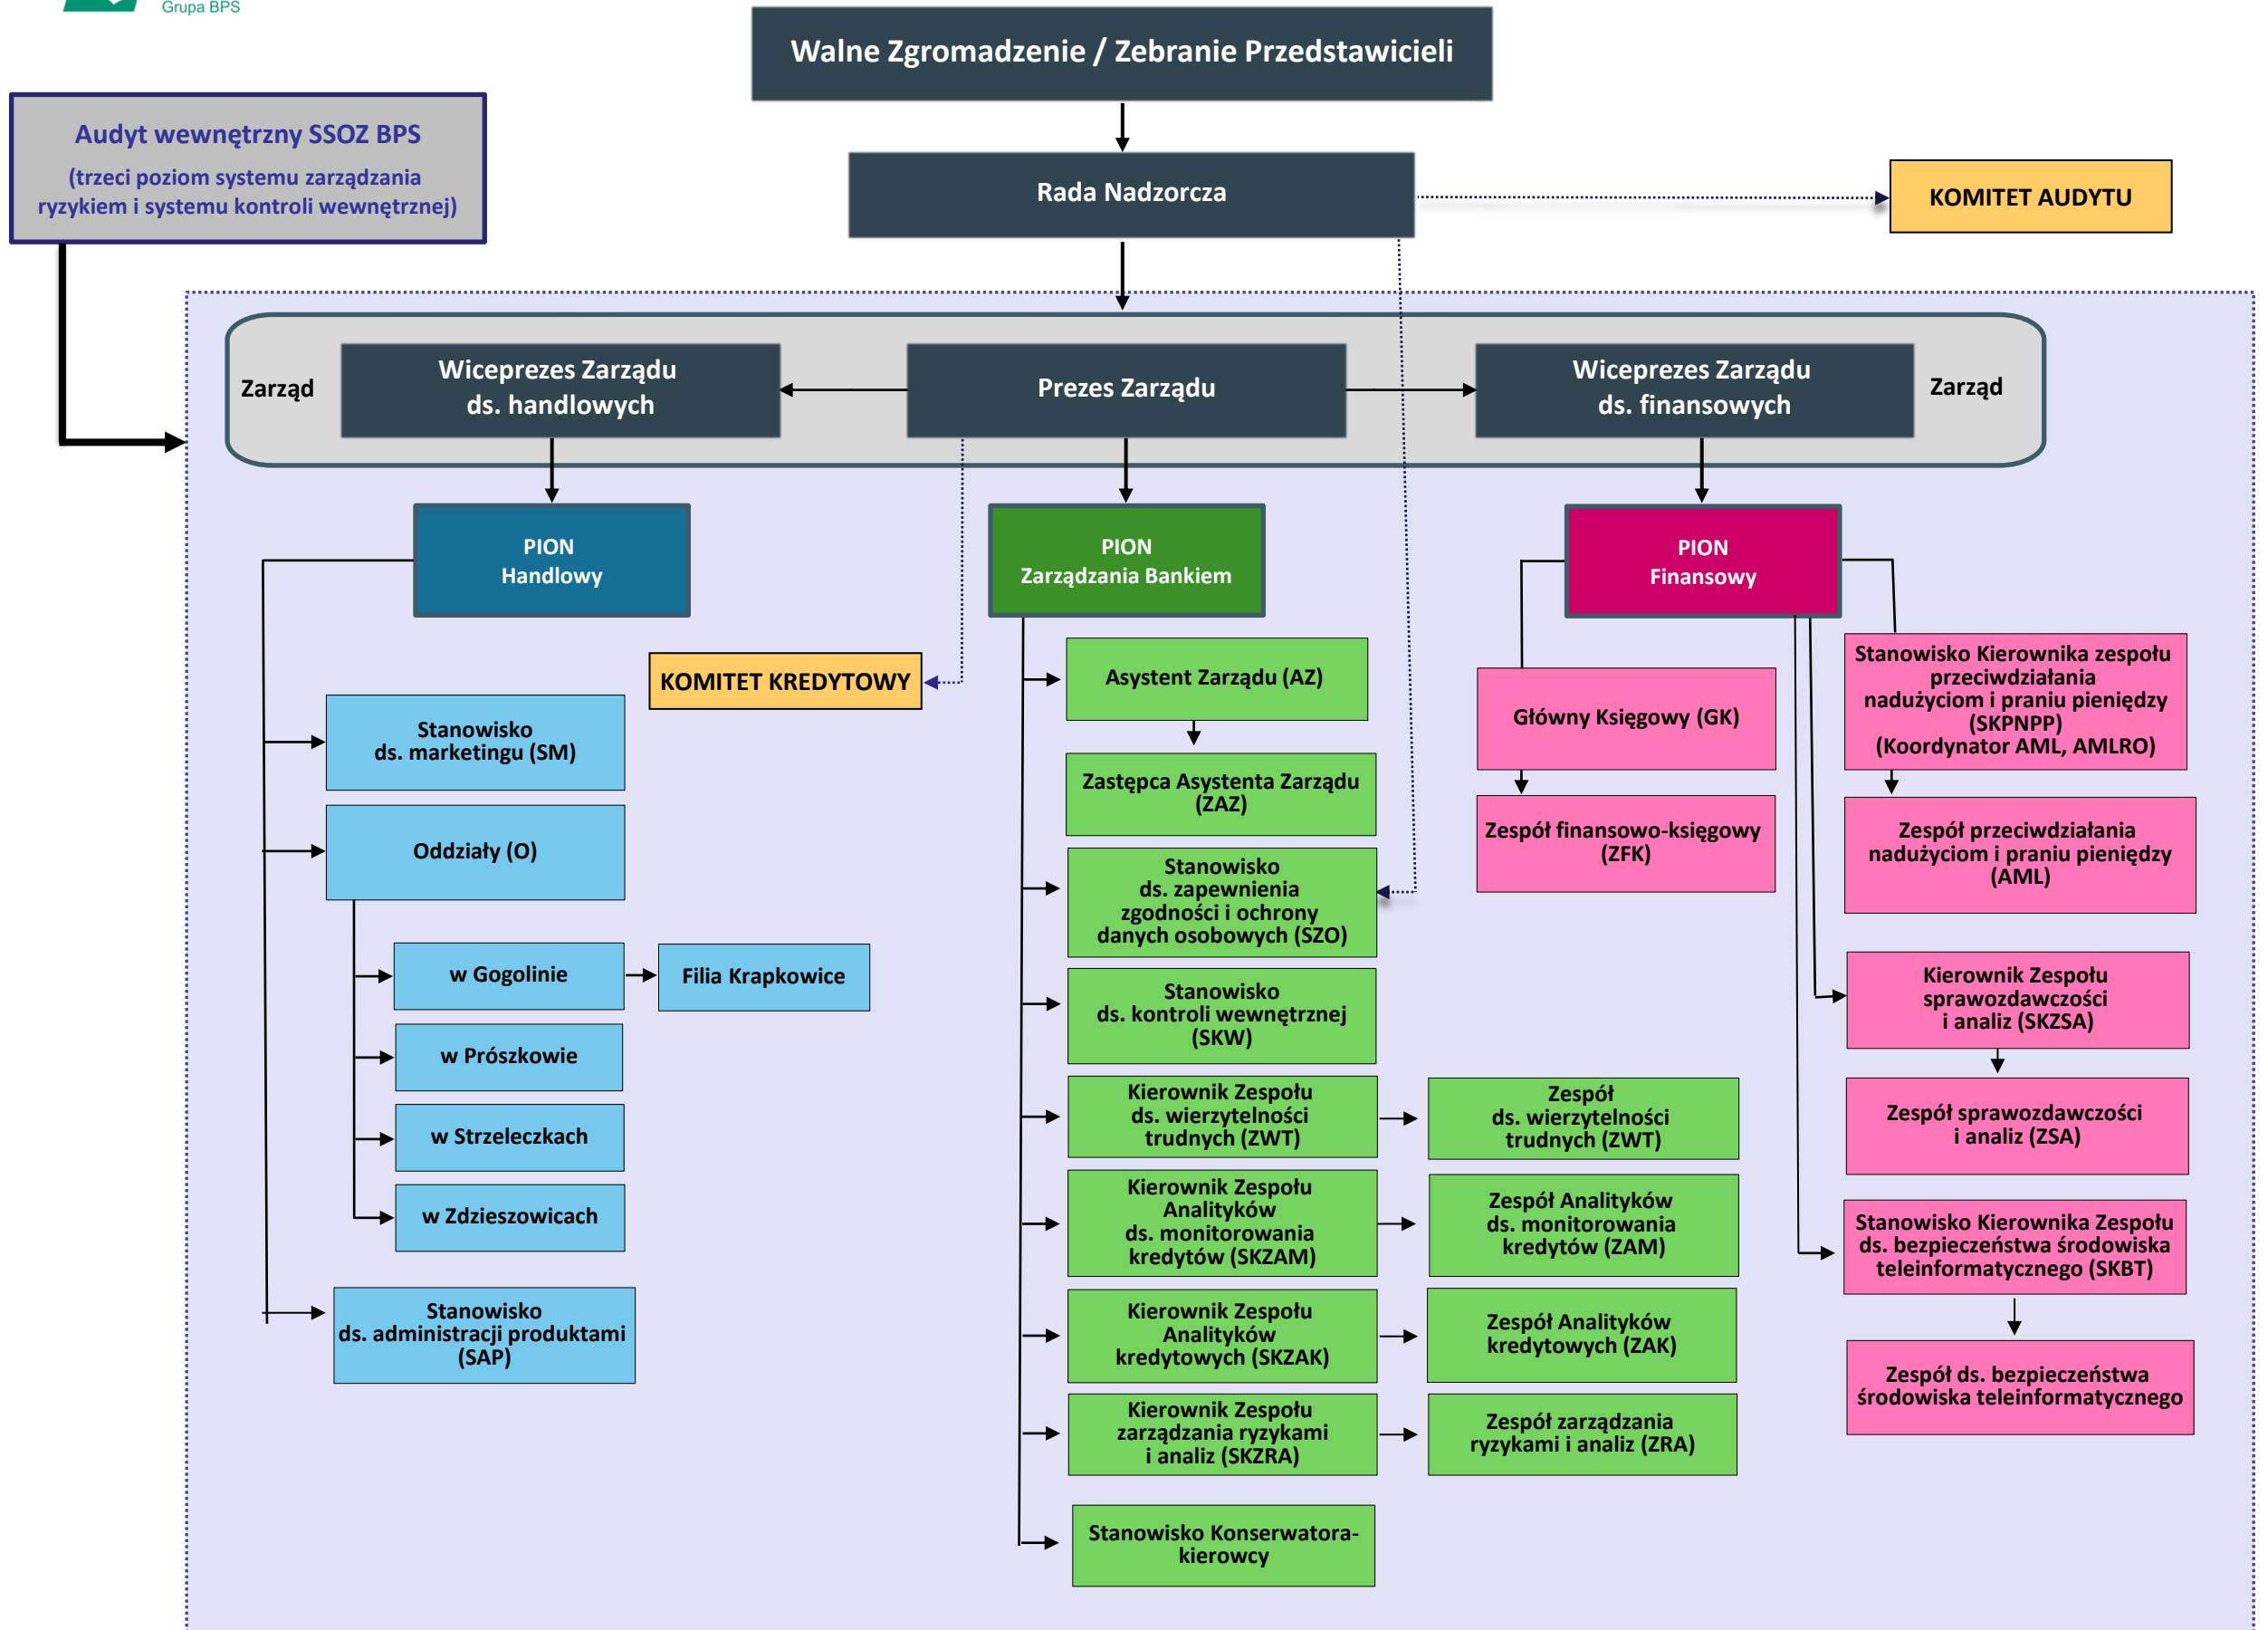 Grupa BPS
Walne Zgromadzenie / Zebranie Przedstawicieli
Audyt wewnętrzny SSOZ BPS
(trzeci poziom systemu zarządzania
ryzykiem i systemu kontroli wewnętrznej)
Rada Nadzorcza
KOMITET AUDYTU
Zarząd
Wiceprezes Zarządu
ds. handlowych
Prezes Zarządu
Wiceprezes Zarządu
ds. finansowych
Zarząd
PION
Handlowy
PION
Zarządzania Bankiem
PION
Finansowy
KOMITET KREDYTOWY
Stanowisko
ds. marketingu (SM)
Oddziały (O)
w Gogolinie
Filia Krapkowice
w Prószkowie
w Strzeleczkach
w Zdzieszowicach
Stanowisko
ds. administracji produktami
(SAP)
Asystent Zarządu (AZ)
Zastępca Asystenta Zarządu
(ZAZ)
Stanowisko
ds. zapewnienia
zgodności i ochrony
danych osobowych (SZO)
Stanowisko
ds. kontroli wewnętrznej
(SKW)
Kierownik Zespołu
ds. wierzytelności
trudnych (ZWT)
Zespół
ds. wierzytelności
trudnych (ZWT)
Kierownik Zespołu
Analityków
ds. monitorowania
kredytów (SKZAM)
Zespół Analityków
ds. monitorowania
kredytów (ZAM)
Kierownik Zespołu
Analityków
kredytowych (SKZAK)
Zespół Analityków
kredytowych (ZAK)
Kierownik Zespołu
zarządzania ryzykami
i analiz (SKZRA)
Zespół zarządzania
ryzykami i analiz (ZRA)
Stanowisko Konserwatora-
kierowcy
Główny Księgowy (GK)
Zespół finansowo-księgowy
(ZFK)
Stanowisko Kierownika zespołu
przeciwdziałania
nadużyciom i praniu pieniędzy
(SKPNPP)
(Koordynator AML, AMLRO)
Zespół przeciwdziałania
nadużyciom i praniu pieniędzy
(AML)
Kierownik Zespołu
sprawozdawczości
i analiz (SKZSA)
Zespół sprawozdawczości
i analiz (ZSA)
Stanowisko Kierownika Zespołu
ds. bezpieczeństwa środowiska
teleinformatycznego (SKBT)
Zespół ds. bezpieczeństwa
środowiska teleinformatycznego